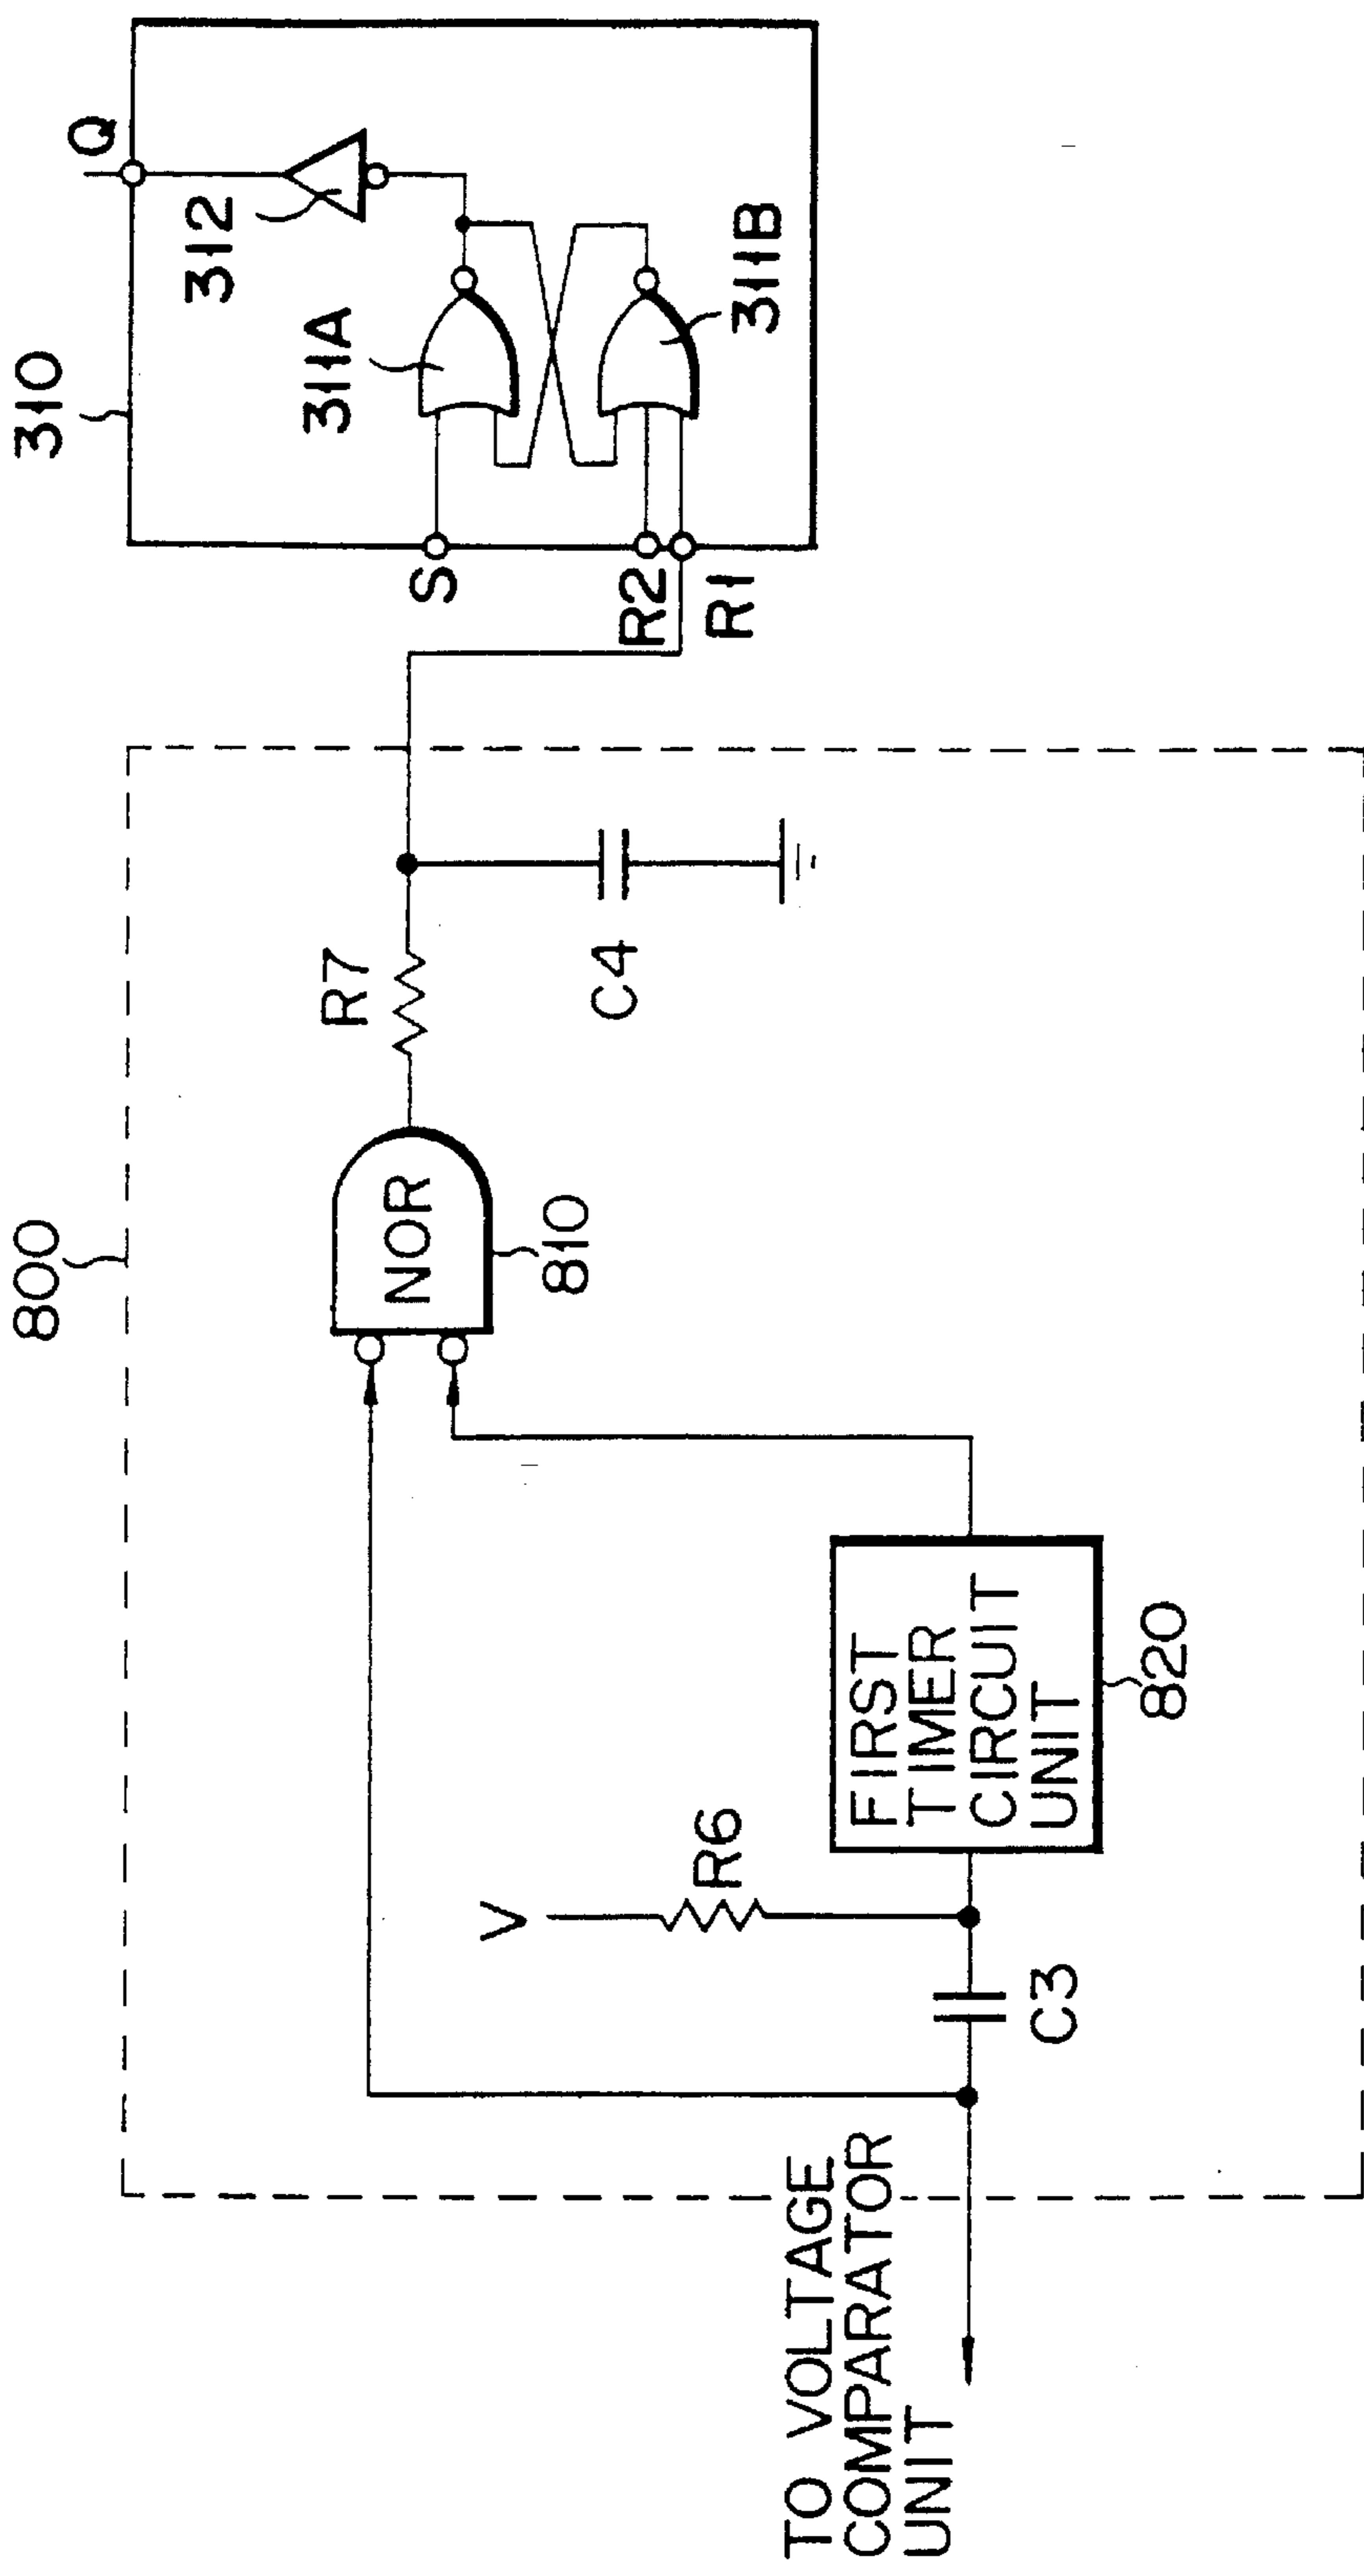 310
Q
312
311A
311B
S
R2
R1
800
R7
C4
NOR
810
V
R6
C3
FIRST
TIMER
CIRCUIT
UNIT
820
TO VOLTAGE
COMPARATOR
UNIT